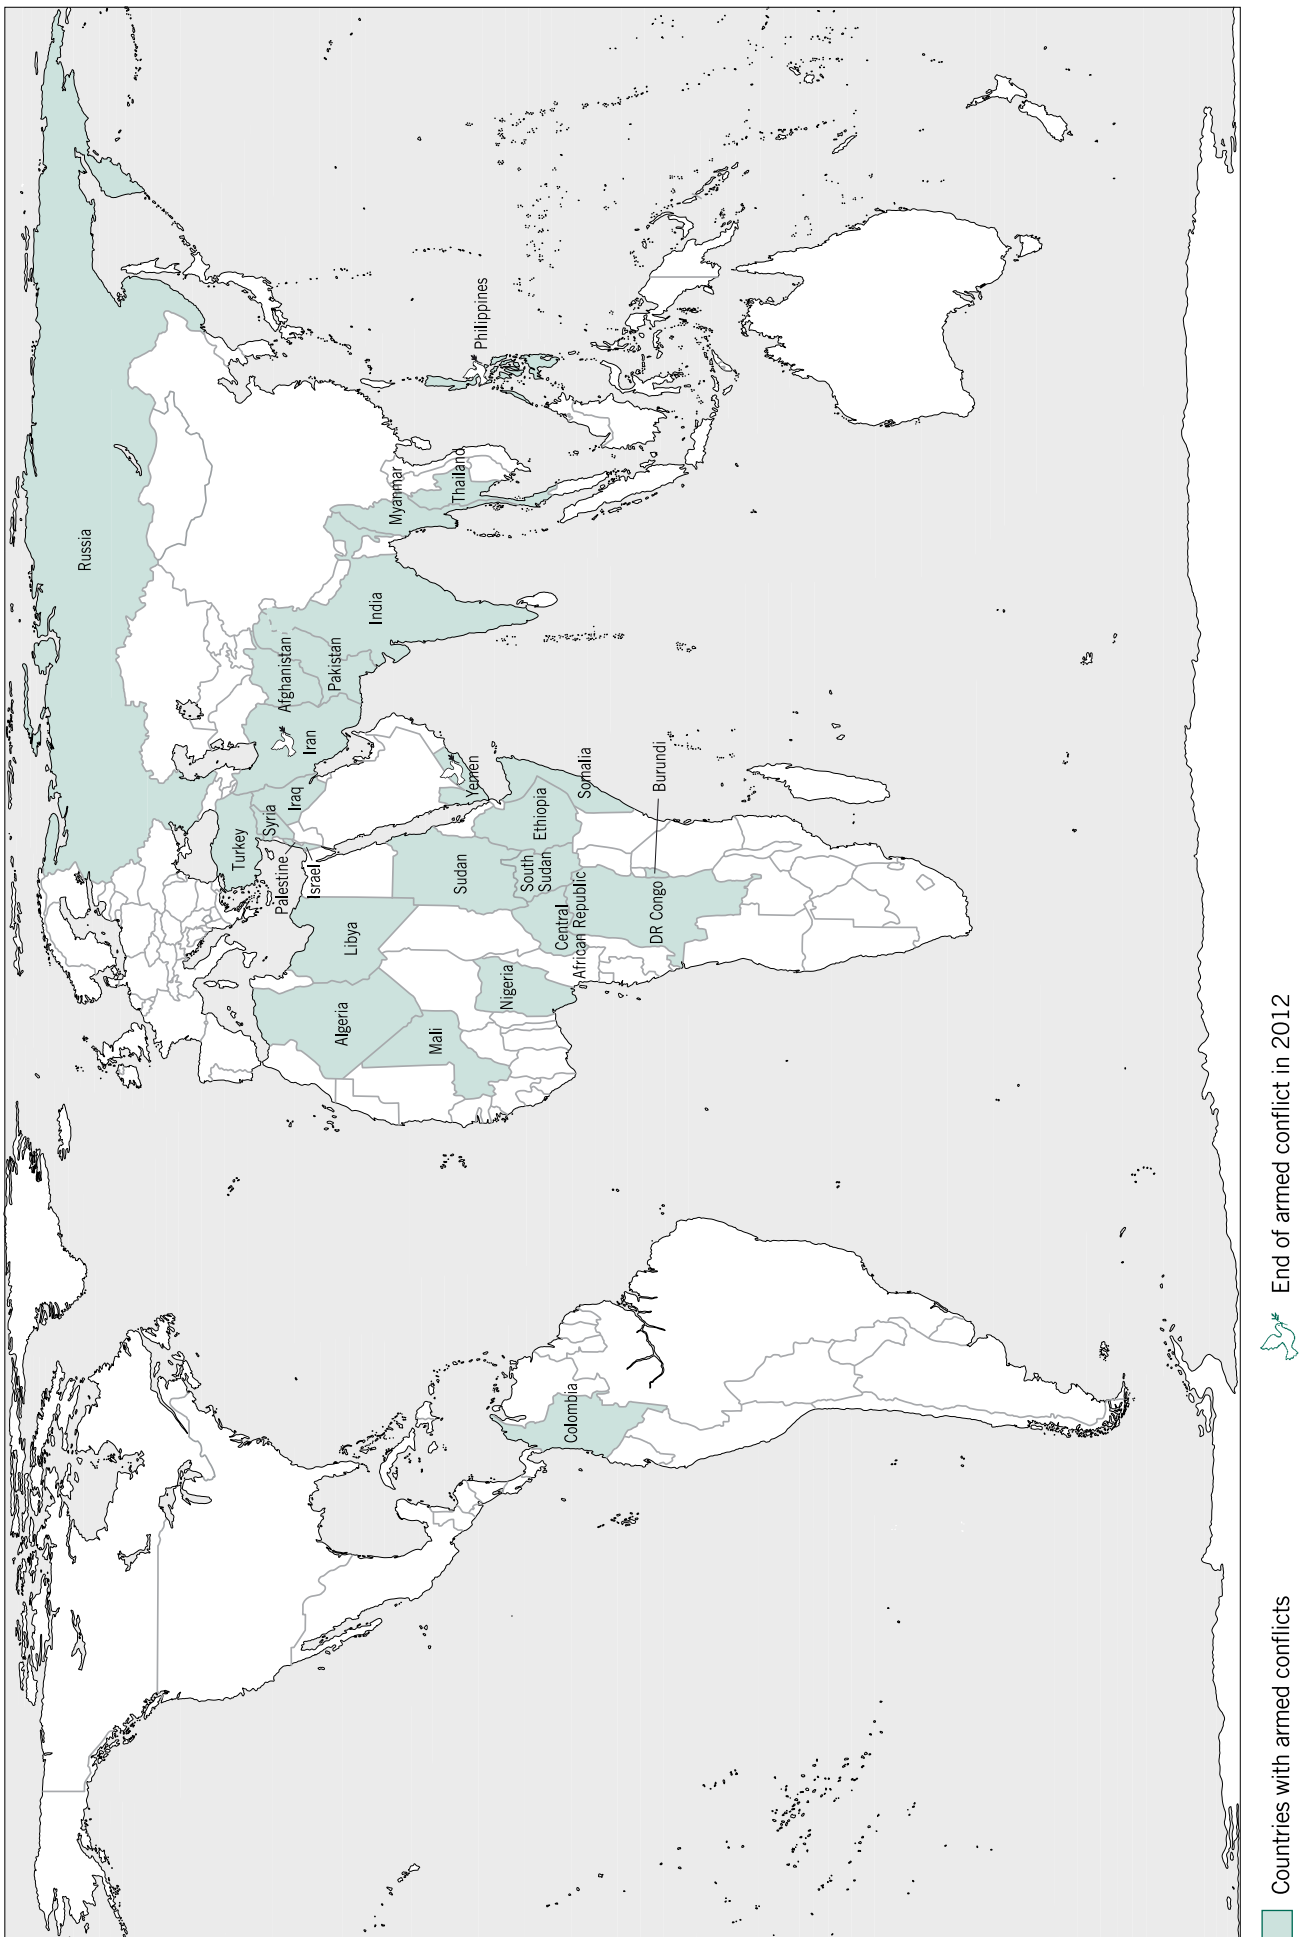 Russia
Turkey
Syria
Iraq
Iran
Afghanistan
Pakistan
India
Myanmar
Thailand
Philippines
Palestine
Israel
Algeria
Libya
Mali
Nigeria
Sudan
Yemen
Ethiopia
Somalia
South
Sudan
Central
African Republic
DR Congo
Burundi
Colombia
Countries with armed conflicts
End of armed conflict in 2012